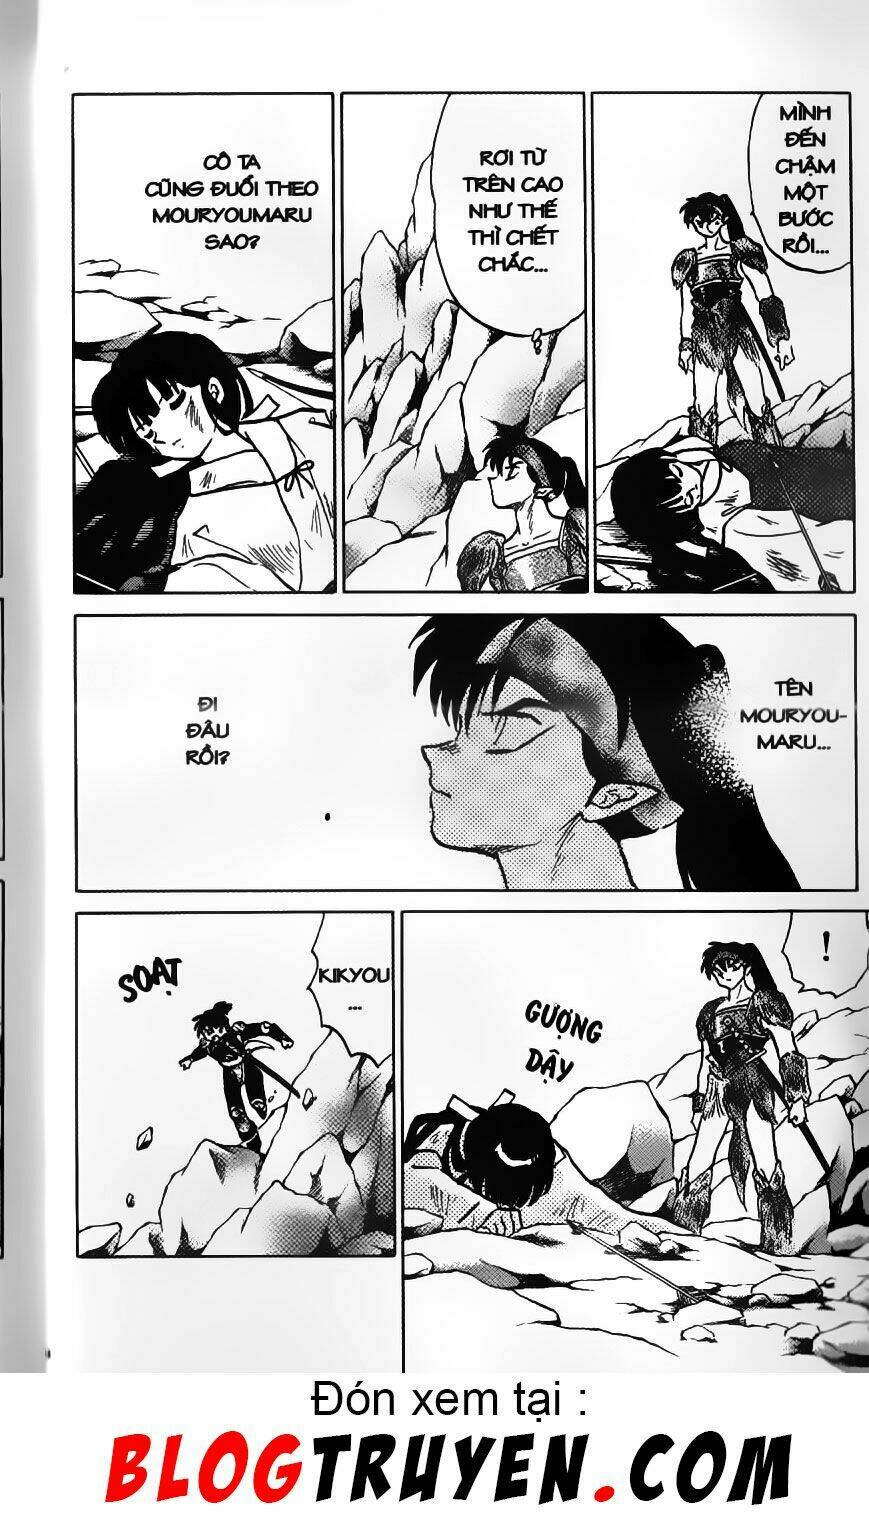 MÌNH
ĐẾN
CHẬM
MỘT
BƯỚC
RỒI...
RƠI TỪ
TRÊN CAO
NHƯ THẾ
THÌ CHẾT
CHẮC...
CÔ TA
CŨNG ĐUỔI THEO
MOURYOUMARU
SAO?
TÊN
MOURYOU-
MARU...
ĐI
ĐÂU
RỒI?
!
GƯỢNG
DẬY
KIKYOU
...
SOẠT
Đón xem tại :
BLOGTRUYEN.COM